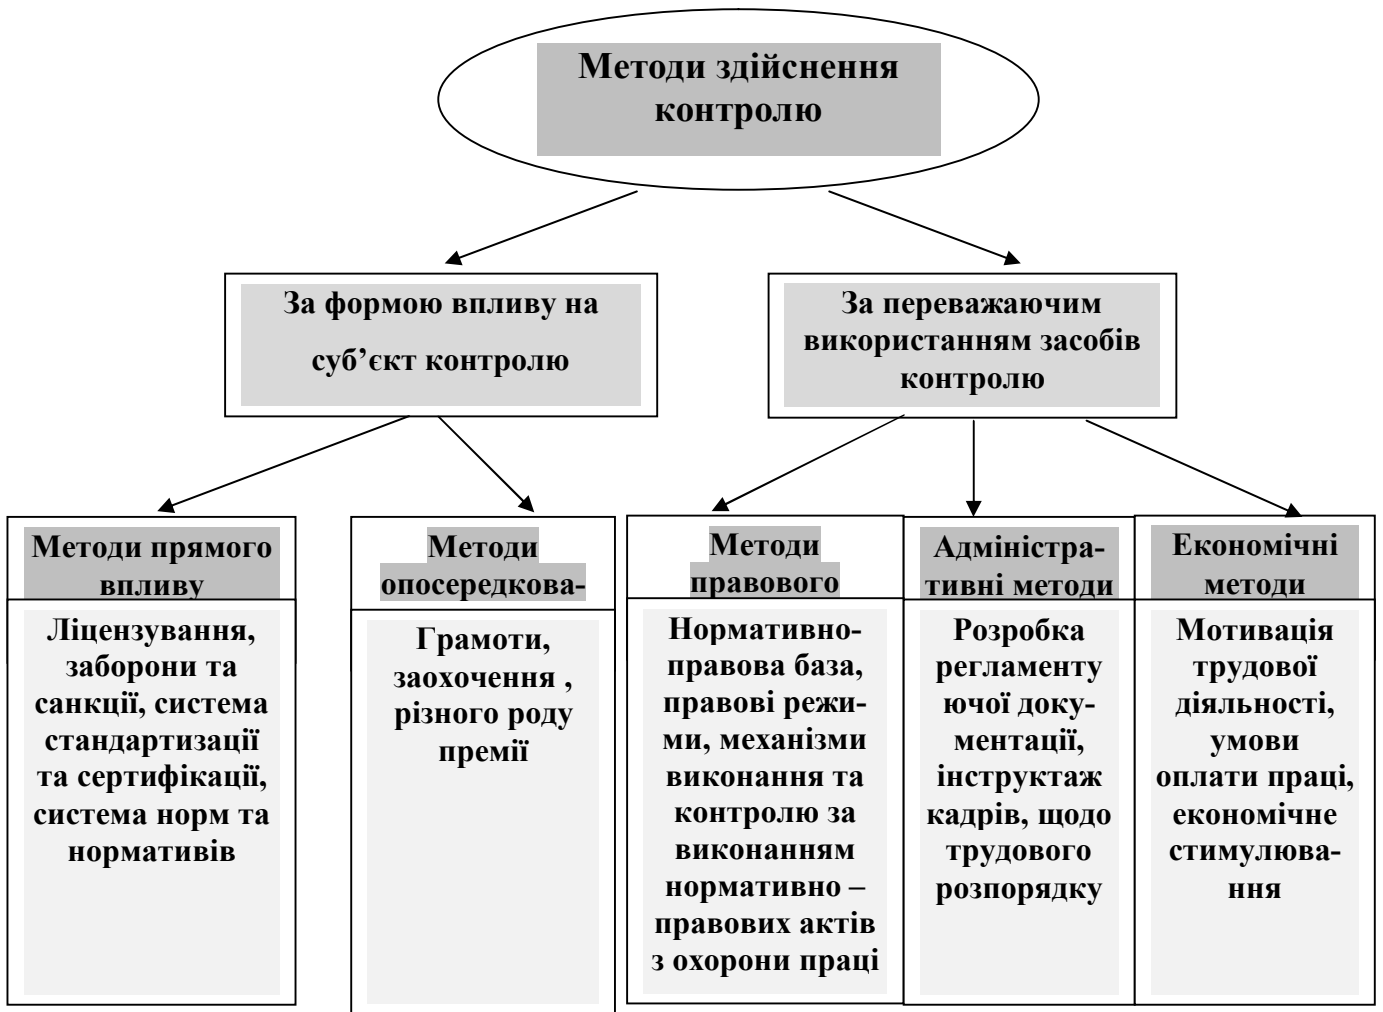 Методи здійснення
контролю
За формою впливу на
суб’єкт контролю
За переважаючим
використанням засобів
контролю
Методи прямого
впливу
Ліцензування,
заборони та
санкції, система
стандартизації
та сертифікації,
система норм та
нормативів
Методи
опосередкова-
Грамоти,
заохочення ,
різного роду
премії
Методи
правового
Нормативно-
правова база,
правові режи-
ми, механізми
виконання та
контролю за
виконанням
нормативно –
правових актів
з охорони праці
Адміністра-
тивні методи
Розробка
регламенту
ючої доку-
ментації,
інструктаж
кадрів, щодо
трудового
розпорядку
Економічні
методи
Мотивація
трудової
діяльності,
умови
оплати праці,
економічне
стимулюва-
ння